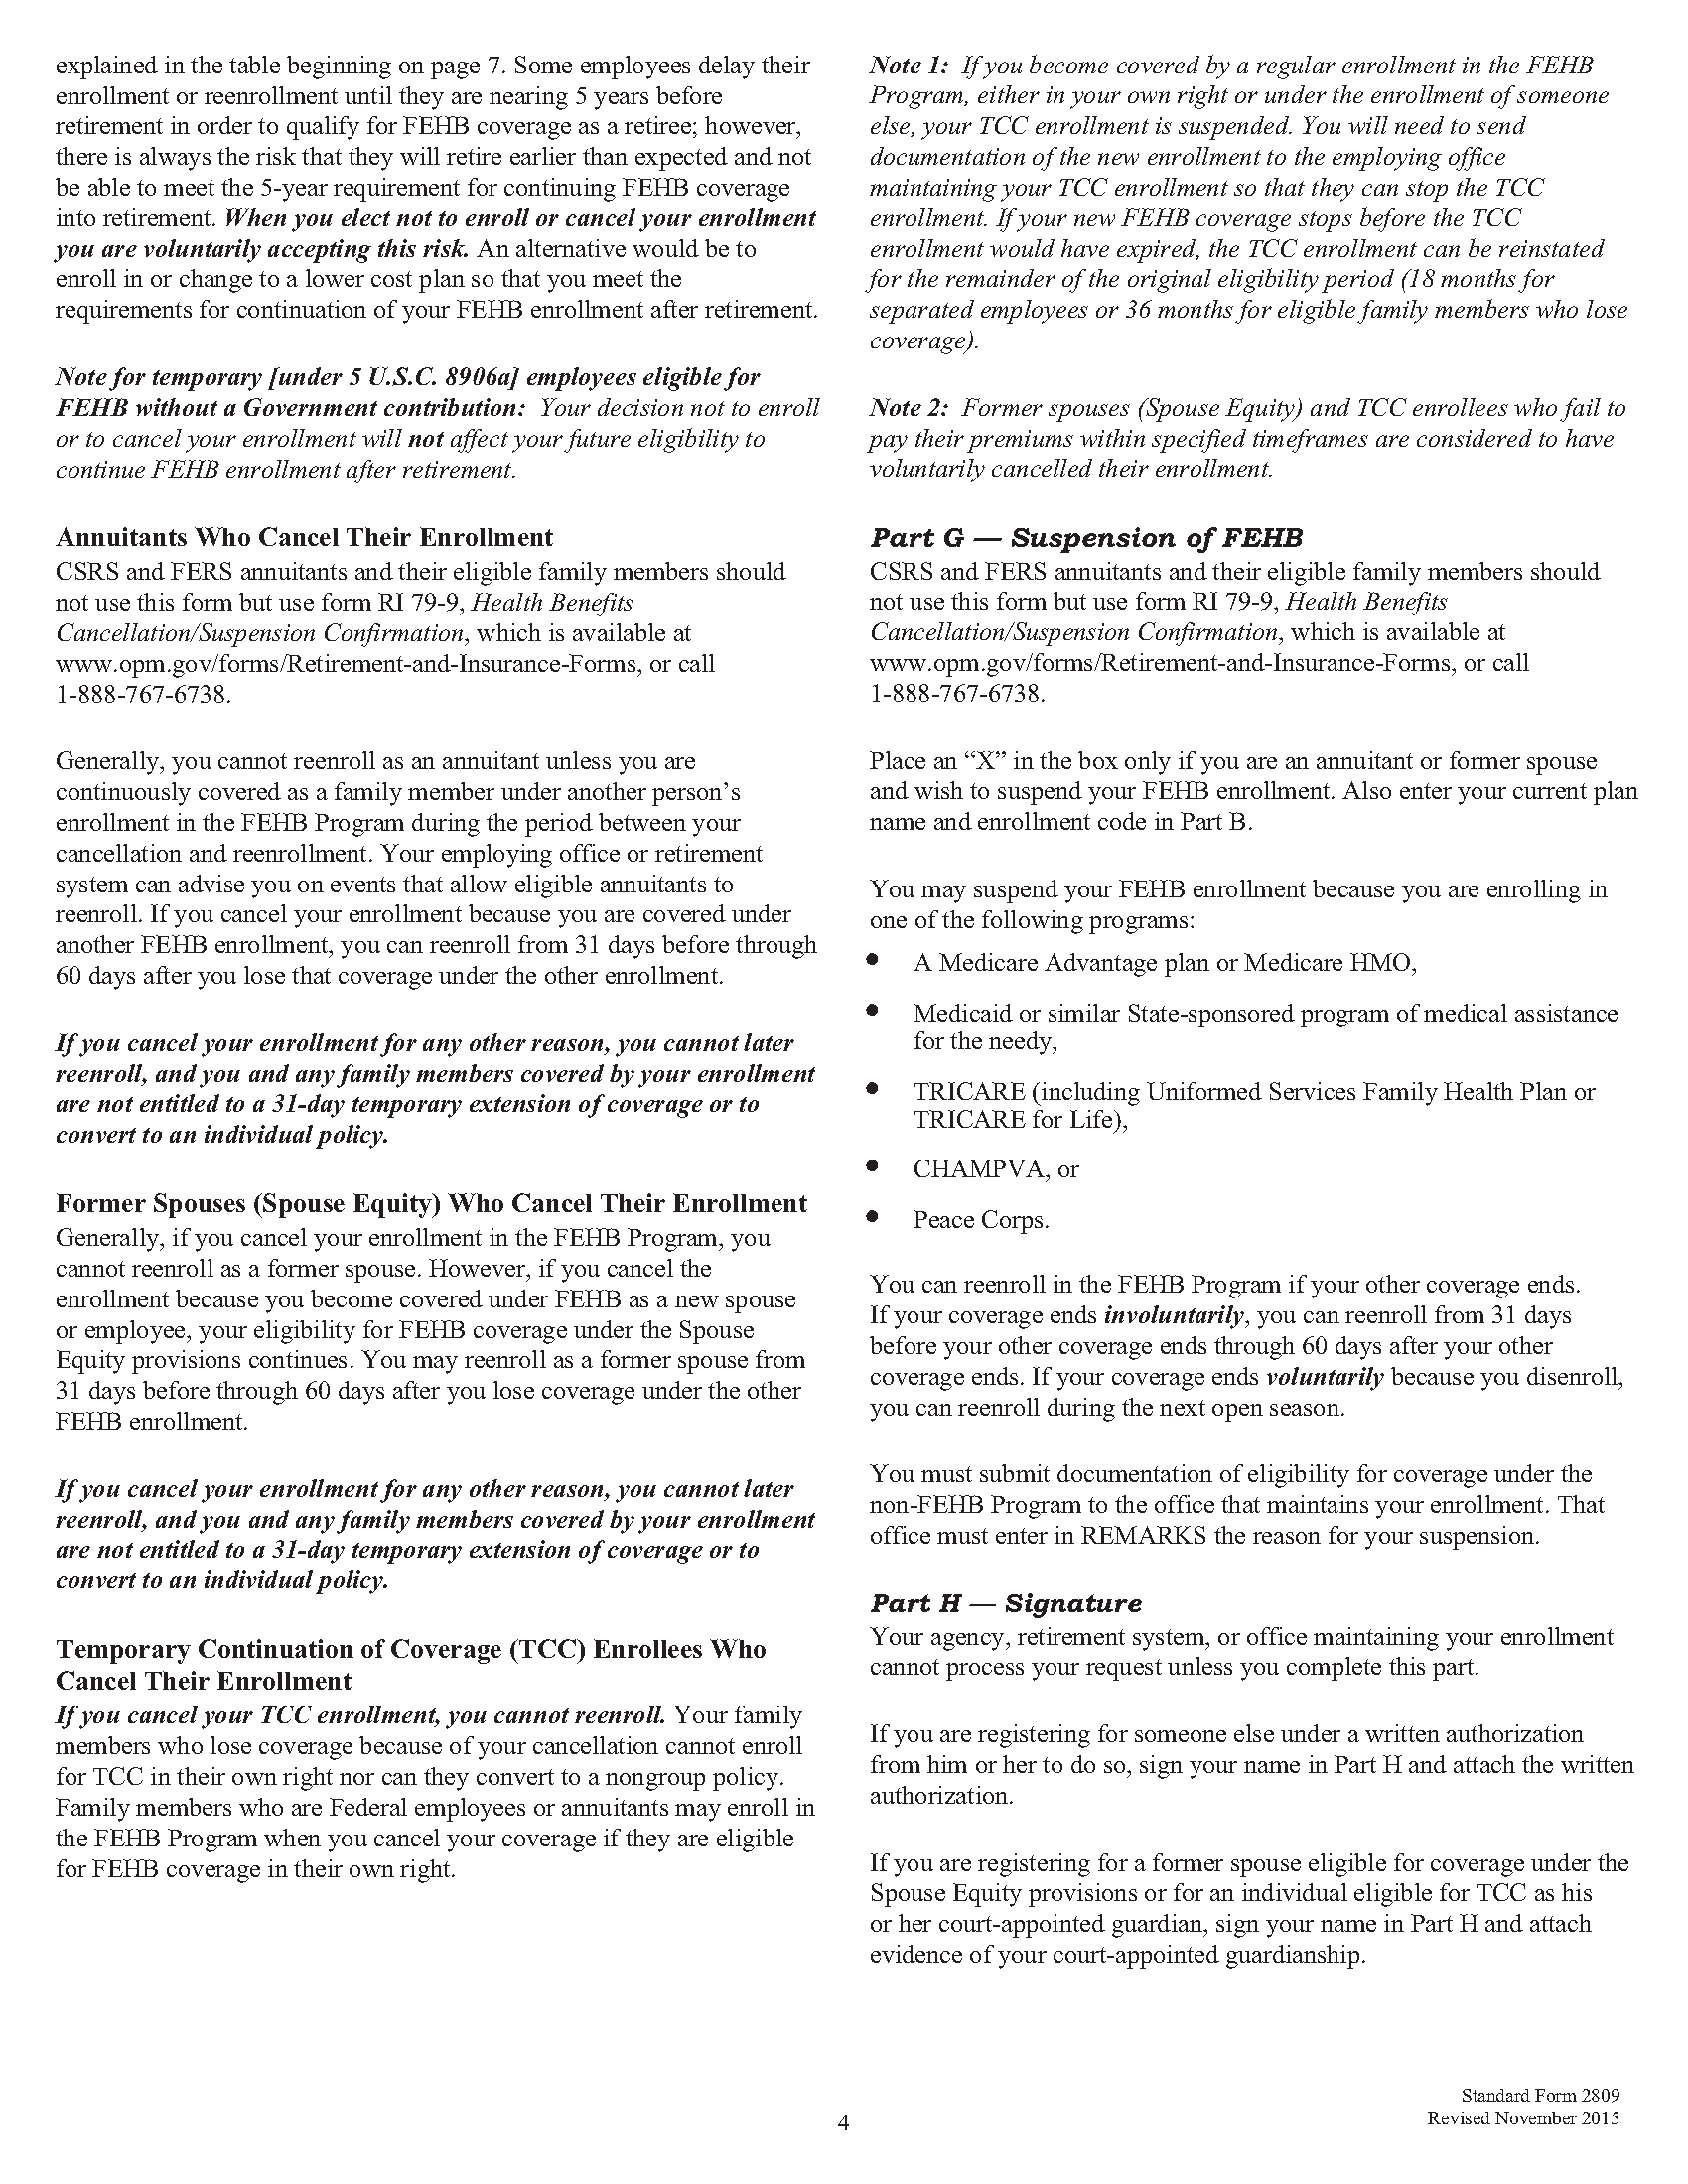 explained in the table beginning on page 7. Some employees delay their
enrollment or reenrollment until they are nearing 5 years before
retirement in order to qualify for FEHB coverage as a retiree; however,
there is always the risk that they will retire earlier than expected and not
be able to meet the 5-year requirement for continuing FEHB coverage
into retirement. When you elect not to enroll or cancel your enrollment
you are voluntarily accepting this risk. An alternative would be to
enroll in or change to a lower cost plan so that you meet the
requirements for continuation of your FEHB enrollment after retirement.
Note for temporary [under 5 U.S.C. 8906a] employees eligible for
FEHB without a Government contribution: Your decision not to enroll
or to cancel your enrollment will not affect your future eligibility to
continue FEHB enrollment after retirement.
Annuitants Who Cancel Their Enrollment
CSRS and FERS annuitants and their eligible family members should
not use this form but use form RI 79-9, Health Benefits
Cancellation/Suspension Confirmation, which is available at
www.opm.gov/forms/Retirement-and-Insurance-Forms, or call
1-888-767-6738.
Generally, you cannot reenroll as an annuitant unless you are
continuously covered as a family member under another person’s
enrollment in the FEHB Program during the period between your
cancellation and reenrollment. Your employing office or retirement
system can advise you on events that allow eligible annuitants to
reenroll. If you cancel your enrollment because you are covered under
another FEHB enrollment, you can reenroll from 31 days before through
60 days after you lose that coverage under the other enrollment.
If you cancel your enrollment for any other reason, you cannot later
reenroll, and you and any family members covered by your enrollment
are not entitled to a 31-day temporary extension of coverage or to
convert to an individual policy.
Former Spouses (Spouse Equity) Who Cancel Their Enrollment
Generally, if you cancel your enrollment in the FEHB Program, you
cannot reenroll as a former spouse. However, if you cancel the
enrollment because you become covered under FEHB as a new spouse
or employee, your eligibility for FEHB coverage under the Spouse
Equity provisions continues. You may reenroll as a former spouse from
31 days before through 60 days after you lose coverage under the other
FEHB enrollment.
If you cancel your enrollment for any other reason, you cannot later
reenroll, and you and any family members covered by your enrollment
are not entitled to a 31-day temporary extension of coverage or to
convert to an individual policy.
Temporary Continuation of Coverage (TCC) Enrollees Who
Cancel Their Enrollment
If you cancel your TCC enrollment, you cannot reenroll. Your family
members who lose coverage because of your cancellation cannot enroll
for TCC in their own right nor can they convert to a nongroup policy.
Family members who are Federal employees or annuitants may enroll in
the FEHB Program when you cancel your coverage if they are eligible
for FEHB coverage in their own right.
Note 1: If you become covered by a regular enrollment in the FEHB
Program, either in your own right or under the enrollment of someone
else, your TCC enrollment is suspended. You will need to send
documentation of the new enrollment to the employing office
maintaining your TCC enrollment so that they can stop the TCC
enrollment. If your new FEHB coverage stops before the TCC
enrollment would have expired, the TCC enrollment can be reinstated
for the remainder of the original eligibility period (18 months for
separated employees or 36 months for eligible family members who lose
coverage).
Note 2: Former spouses (Spouse Equity) and TCC enrollees who fail to
pay their premiums within specified timeframes are considered to have
voluntarily cancelled their enrollment.
Part G — Suspension of FEHB
CSRS and FERS annuitants and their eligible family members should
not use this form but use form RI 79-9, Health Benefits
Cancellation/Suspension Confirmation, which is available at
www.opm.gov/forms/Retirement-and-Insurance-Forms, or call
1-888-767-6738.
Place an “X” in the box only if you are an annuitant or former spouse
and wish to suspend your FEHB enrollment. Also enter your current plan
name and enrollment code in Part B.
You may suspend your FEHB enrollment because you are enrolling in
one of the following programs:
• A Medicare Advantage plan or Medicare HMO,
• Medicaid or similar State-sponsored program of medical assistance
for the needy,
• TRICARE (including Uniformed Services Family Health Plan or
TRICARE for Life),
• CHAMPVA, or
• Peace Corps.
You can reenroll in the FEHB Program if your other coverage ends.
If your coverage ends involuntarily, you can reenroll from 31 days
before your other coverage ends through 60 days after your other
coverage ends. If your coverage ends voluntarily because you disenroll,
you can reenroll during the next open season.
You must submit documentation of eligibility for coverage under the
non-FEHB Program to the office that maintains your enrollment. That
office must enter in REMARKS the reason for your suspension.
Part H — Signature
Your agency, retirement system, or office maintaining your enrollment
cannot process your request unless you complete this part.
If you are registering for someone else under a written authorization
from him or her to do so, sign your name in Part H and attach the written
authorization.
If you are registering for a former spouse eligible for coverage under the
Spouse Equity provisions or for an individual eligible for TCC as his
or her court-appointed guardian, sign your name in Part H and attach
evidence of your court-appointed guardianship.
4
Standard Form 2809
Revised November 2015